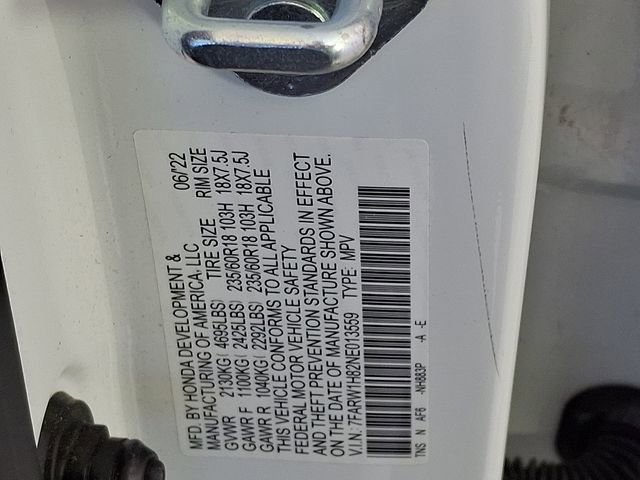 MFD. BY HONDA DEVELOPMENT & 06/'22
MANUFACTURING OF AMERICA, LLC TIRE SIZE RIM SIZE
GVWR 2130KG( 4695LBS)
GAWR F 1100KG( 2425LBS) 235/60R18 103H 18X7.5J
GAWR R 1040KG( 2292LBS) 235/60R18 103H 18X7.5J
THIS VEHICLE CONFORMS TO ALL APPLICABLE
FEDERAL MOTOR VEHICLE SAFETY
AND THEFT PREVENTION STANDARDS IN EFFECT
ON THE DATE OF MANUFACTURE SHOWN ABOVE.
V.I.N: 7FARW1H82NE013559 TYPE: MPV
TNS N AF6 -NH883P -A -E